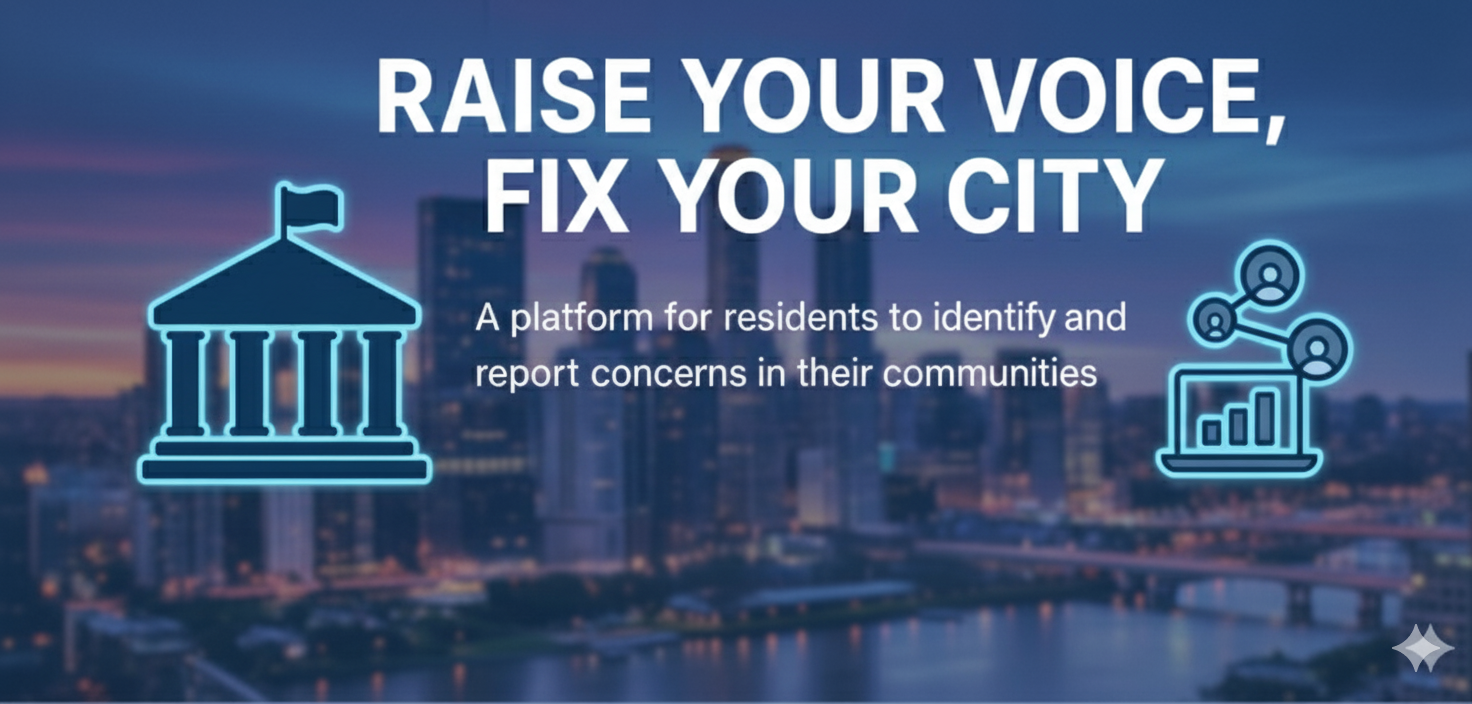 RAISE YOUR VOICE,
FIX YOUR CITY
A platform for residents to identify and
report concerns in their communities